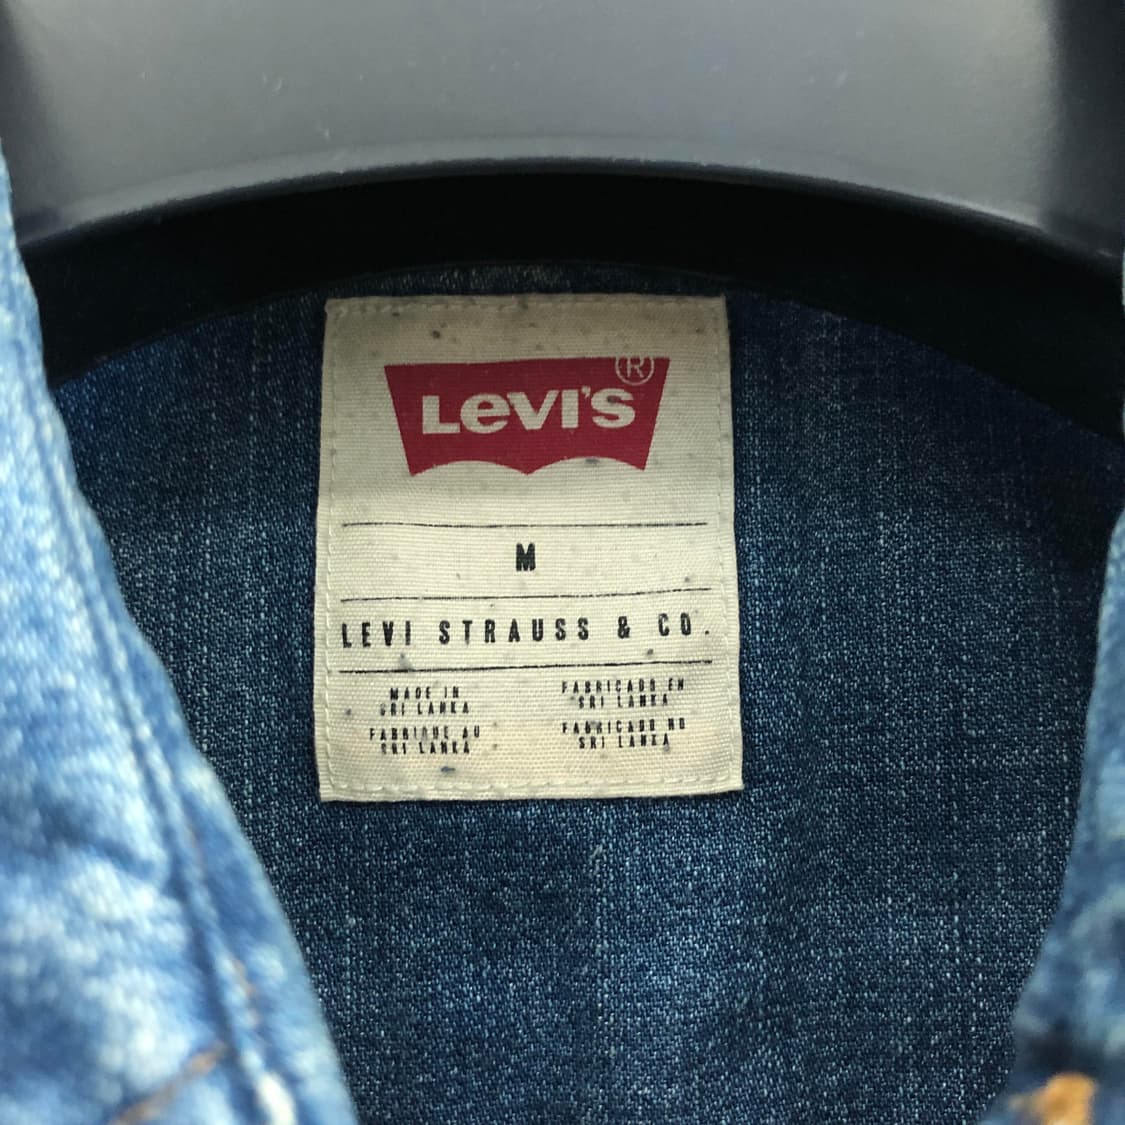 LEVI'S ®
M
LEVI STRAUSS & CO.
MADE IN
SRI LANKA
FABRIQUE AU
SRI LANKA
FABRICADO EN
SRI LANKA
FABRICADO NO
SRI LANKA